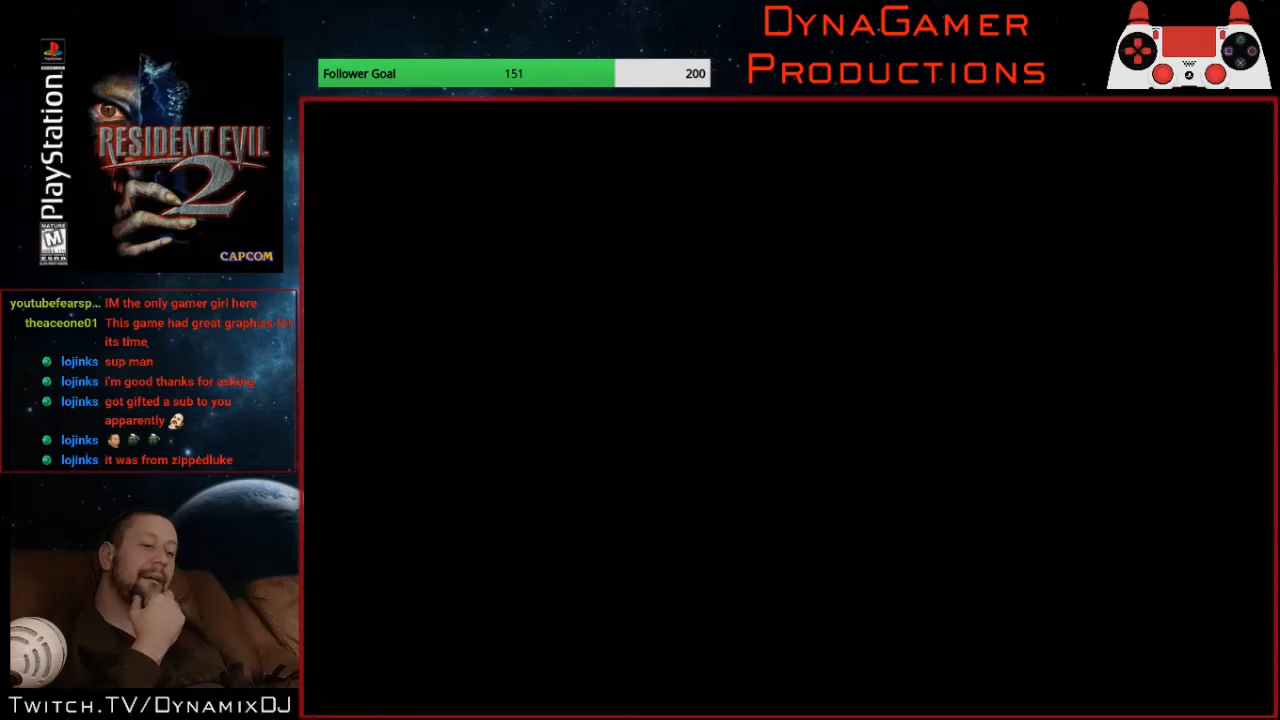 DynaGamer
Productions
Follower Goal 151 200
PlayStation
RESIDENT EVIL
2
MATURE
M
ESRB
CAPCOM
youtubefearsp... IM the only gamer girl here
theaceone01 This game had great graphics for
its time
lojinks sup man
lojinks i'm good thanks for asking
lojinks got gifted a sub to you
apparently
lojinks
lojinks it was from zippedluke
Twitch.TV/DynamixDJ